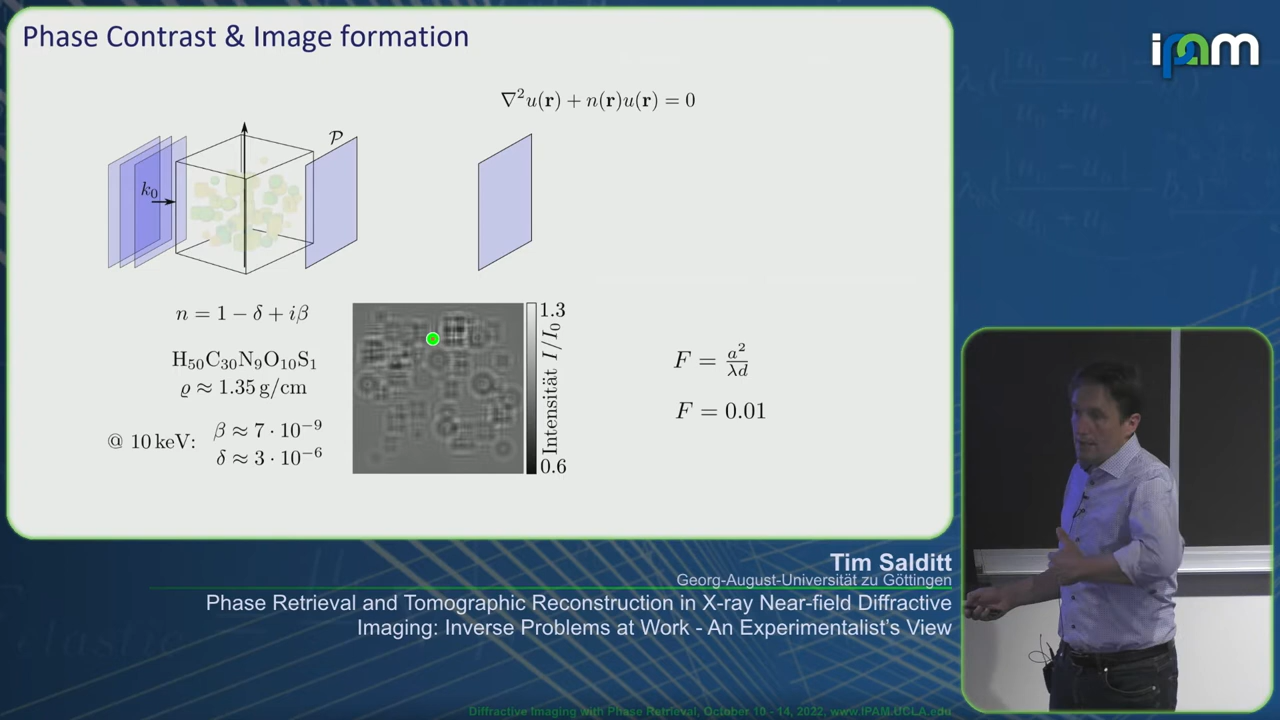 Phase Contrast & Image formation
ipam
∇²u(r) + n(r)u(r) = 0
𝒫
k₀
n = 1 − δ + iβ
H₅₀C₃₀N₉O₁₀S₁
ϱ ≈ 1.35 g/cm
@ 10 keV: β ≈ 7 · 10⁻⁹
δ ≈ 3 · 10⁻⁶
1.3
Intensität I/I₀
0.6
F = a²/λd
F = 0.01
Tim Salditt
Georg-August-Universität zu Göttingen
Phase Retrieval and Tomographic Reconstruction in X-ray Near-field Diffractive
Imaging: Inverse Problems at Work - An Experimentalist's View
Diffractive Imaging with Phase Retrieval, October 10 - 14, 2022, www.IPAM.UCLA.edu